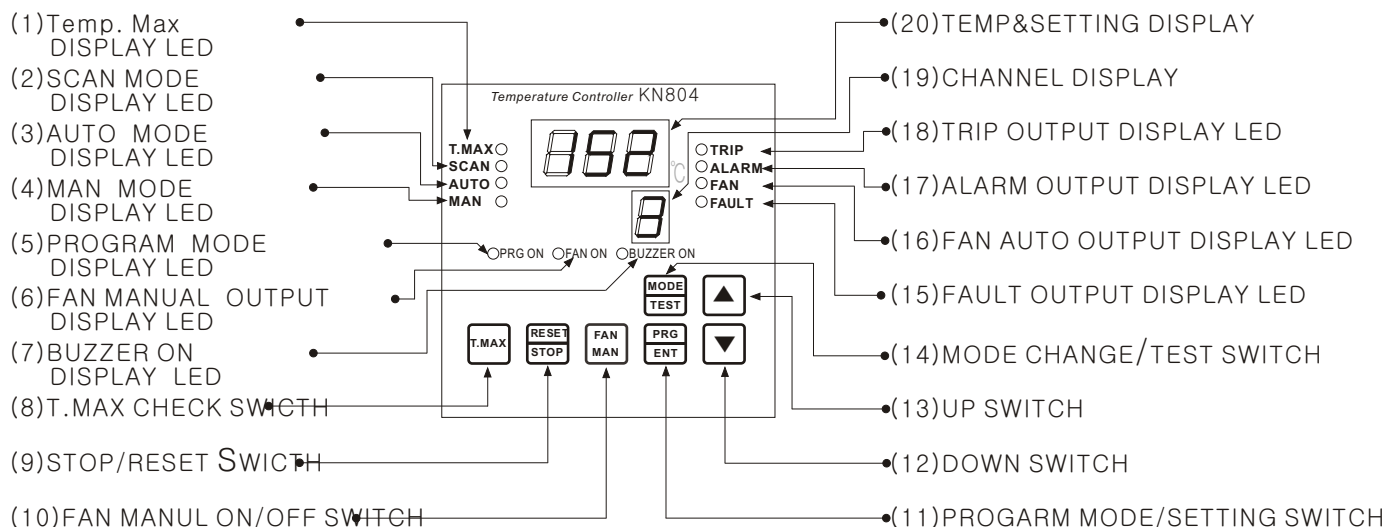 (1)Temp. Max
DISPLAY LED
(2)SCAN MODE
DISPLAY LED
(3)AUTO MODE
DISPLAY LED
(4)MAN MODE
DISPLAY LED
(5)PROGRAM MODE
DISPLAY LED
(6)FAN MANUAL OUTPUT
DISPLAY LED
(7)BUZZER ON
DISPLAY LED
(8)T.MAX CHECK SWICTH
(9)STOP/RESET SWICTH
(10)FAN MANUL ON/OFF SWITCH
Temperature Controller KN804
152
°C
3
T.MAX
SCAN
AUTO
MAN
TRIP
ALARM
FAN
FAULT
PRG ON FAN ON BUZZER ON
MODE
TEST
▲
T.MAX
RESET
STOP
FAN
MAN
PRG
ENT
▼
(20)TEMP&SETTING DISPLAY
(19)CHANNEL DISPLAY
(18)TRIP OUTPUT DISPLAY LED
(17)ALARM OUTPUT DISPLAY LED
(16)FAN AUTO OUTPUT DISPLAY LED
(15)FAULT OUTPUT DISPLAY LED
(14)MODE CHANGE/TEST SWITCH
(13)UP SWITCH
(12)DOWN SWITCH
(11)PROGARM MODE/SETTING SWITCH